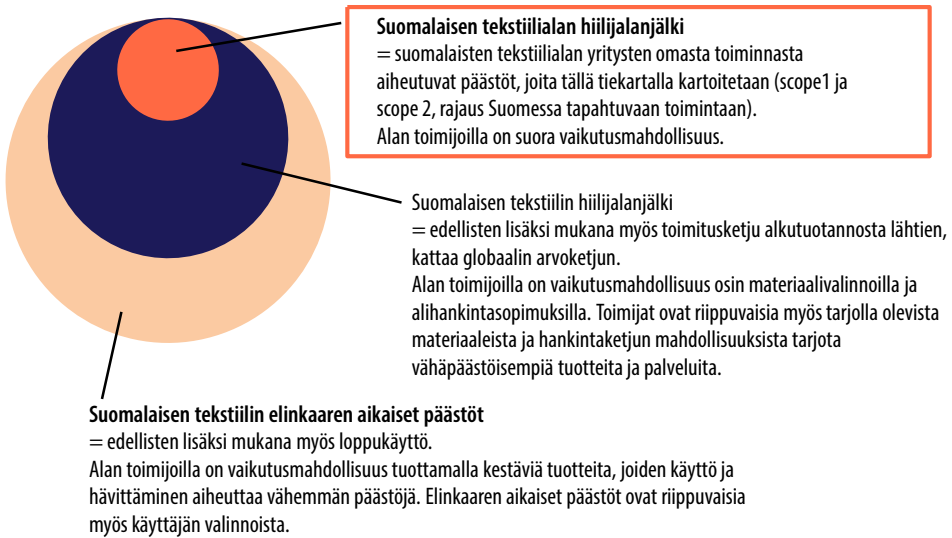 Suomalaisen tekstiilialan hiilijalanjälki
= suomalaisten tekstiilialan yritysten omasta toiminnasta
aiheutuvat päästöt, joita tällä tiekartalla kartoitetaan (scope1 ja
scope 2, rajaus Suomessa tapahtuvaan toimintaan).
Alan toimijoilla on suora vaikutusmahdollisuus.
Suomalaisen tekstiilin hiilijalanjälki
= edellisten lisäksi mukana myös toimitusketju alkutuotannosta lähtien,
kattaa globaalin arvoketjun.
Alan toimijoilla on vaikutusmahdollisuus osin materiaalivalinnoilla ja
alihankintasopimuksilla. Toimijat ovat riippuvaisia myös tarjolla olevista
materiaaleista ja hankintaketjun mahdollisuuksista tarjota
vähäpäästöisempiä tuotteita ja palveluita.
Suomalaisen tekstiilin elinkaaren aikaiset päästöt
= edellisten lisäksi mukana myös loppukäyttö.
Alan toimijoilla on vaikutusmahdollisuus tuottamalla kestäviä tuotteita, joiden käyttö ja
hävittäminen aiheuttaa vähemmän päästöjä. Elinkaaren aikaiset päästöt ovat riippuvaisia
myös käyttäjän valinnoista.